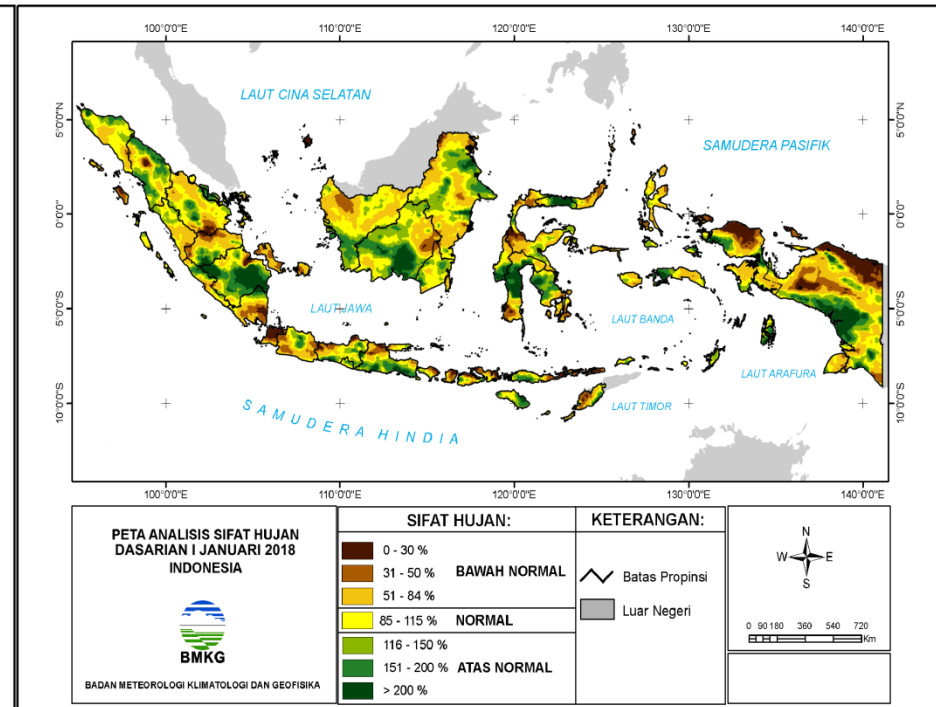 100°0'0"E 110°0'0"E 120°0'0"E 130°0'0"E 140°0'0"E
LAUT CINA SELATAN
5°0'0"N 5°0'0"N
SAMUDERA PASIFIK
0°0'0" 0°0'0"
LAUT JAWA
5°0'0"S 5°0'0"S
LAUT BANDA
LAUT ARAFURA
10°0'0"S 10°0'0"S
LAUT TIMOR
SAMUDERA HINDIA
100°0'0"E 110°0'0"E 120°0'0"E 130°0'0"E 140°0'0"E
PETA ANALISIS SIFAT HUJAN
DASARIAN I JANUARI 2018
INDONESIA
BMKG
BADAN METEOROLOGI KLIMATOLOGI DAN GEOFISIKA
SIFAT HUJAN:
0 - 30 %
31 - 50 % BAWAH NORMAL
51 - 84 %
85 - 115 % NORMAL
116 - 150 %
151 - 200 % ATAS NORMAL
> 200 %
KETERANGAN:
Batas Propinsi
Luar Negeri
N
W E
S
0 90 180 360 540 720
Km